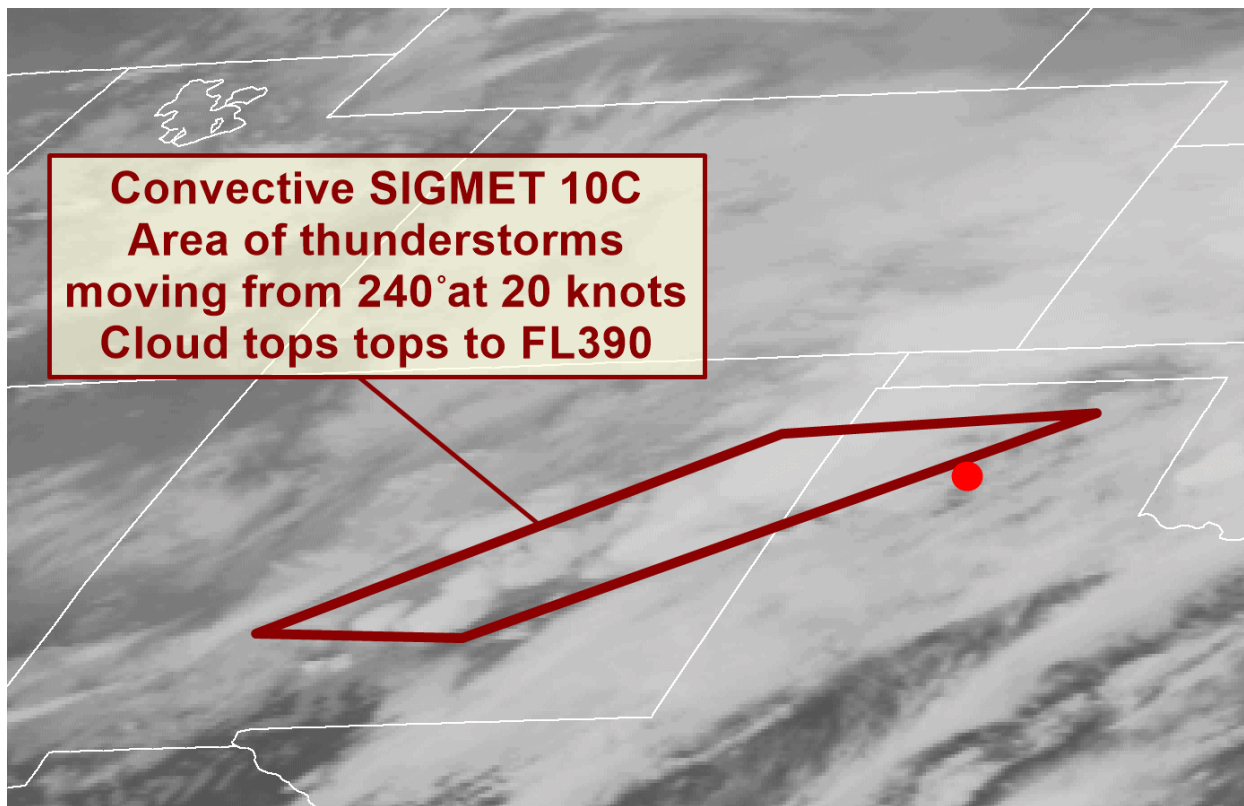 Convective SIGMET 10C
Area of thunderstorms
moving from 240°at 20 knots
Cloud tops tops to FL390